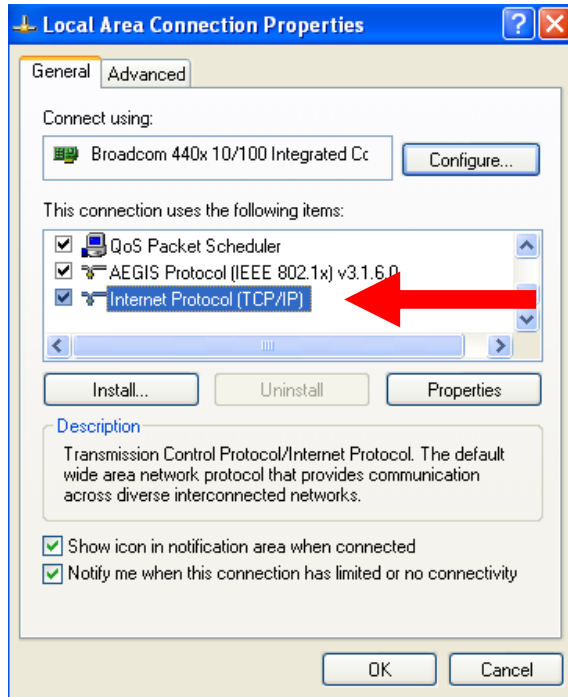 Local Area Connection Properties
General Advanced
Connect using:
Broadcom 440x 10/100 Integrated Cc
Configure...
This connection uses the following items:
QoS Packet Scheduler
AEGIS Protocol (IEEE 802.1x) v3.1.6.0
Internet Protocol (TCP/IP)
Install... Uninstall Properties
Description
Transmission Control Protocol/Internet Protocol. The default
wide area network protocol that provides communication
across diverse interconnected networks.
Show icon in notification area when connected
Notify me when this connection has limited or no connectivity
OK Cancel